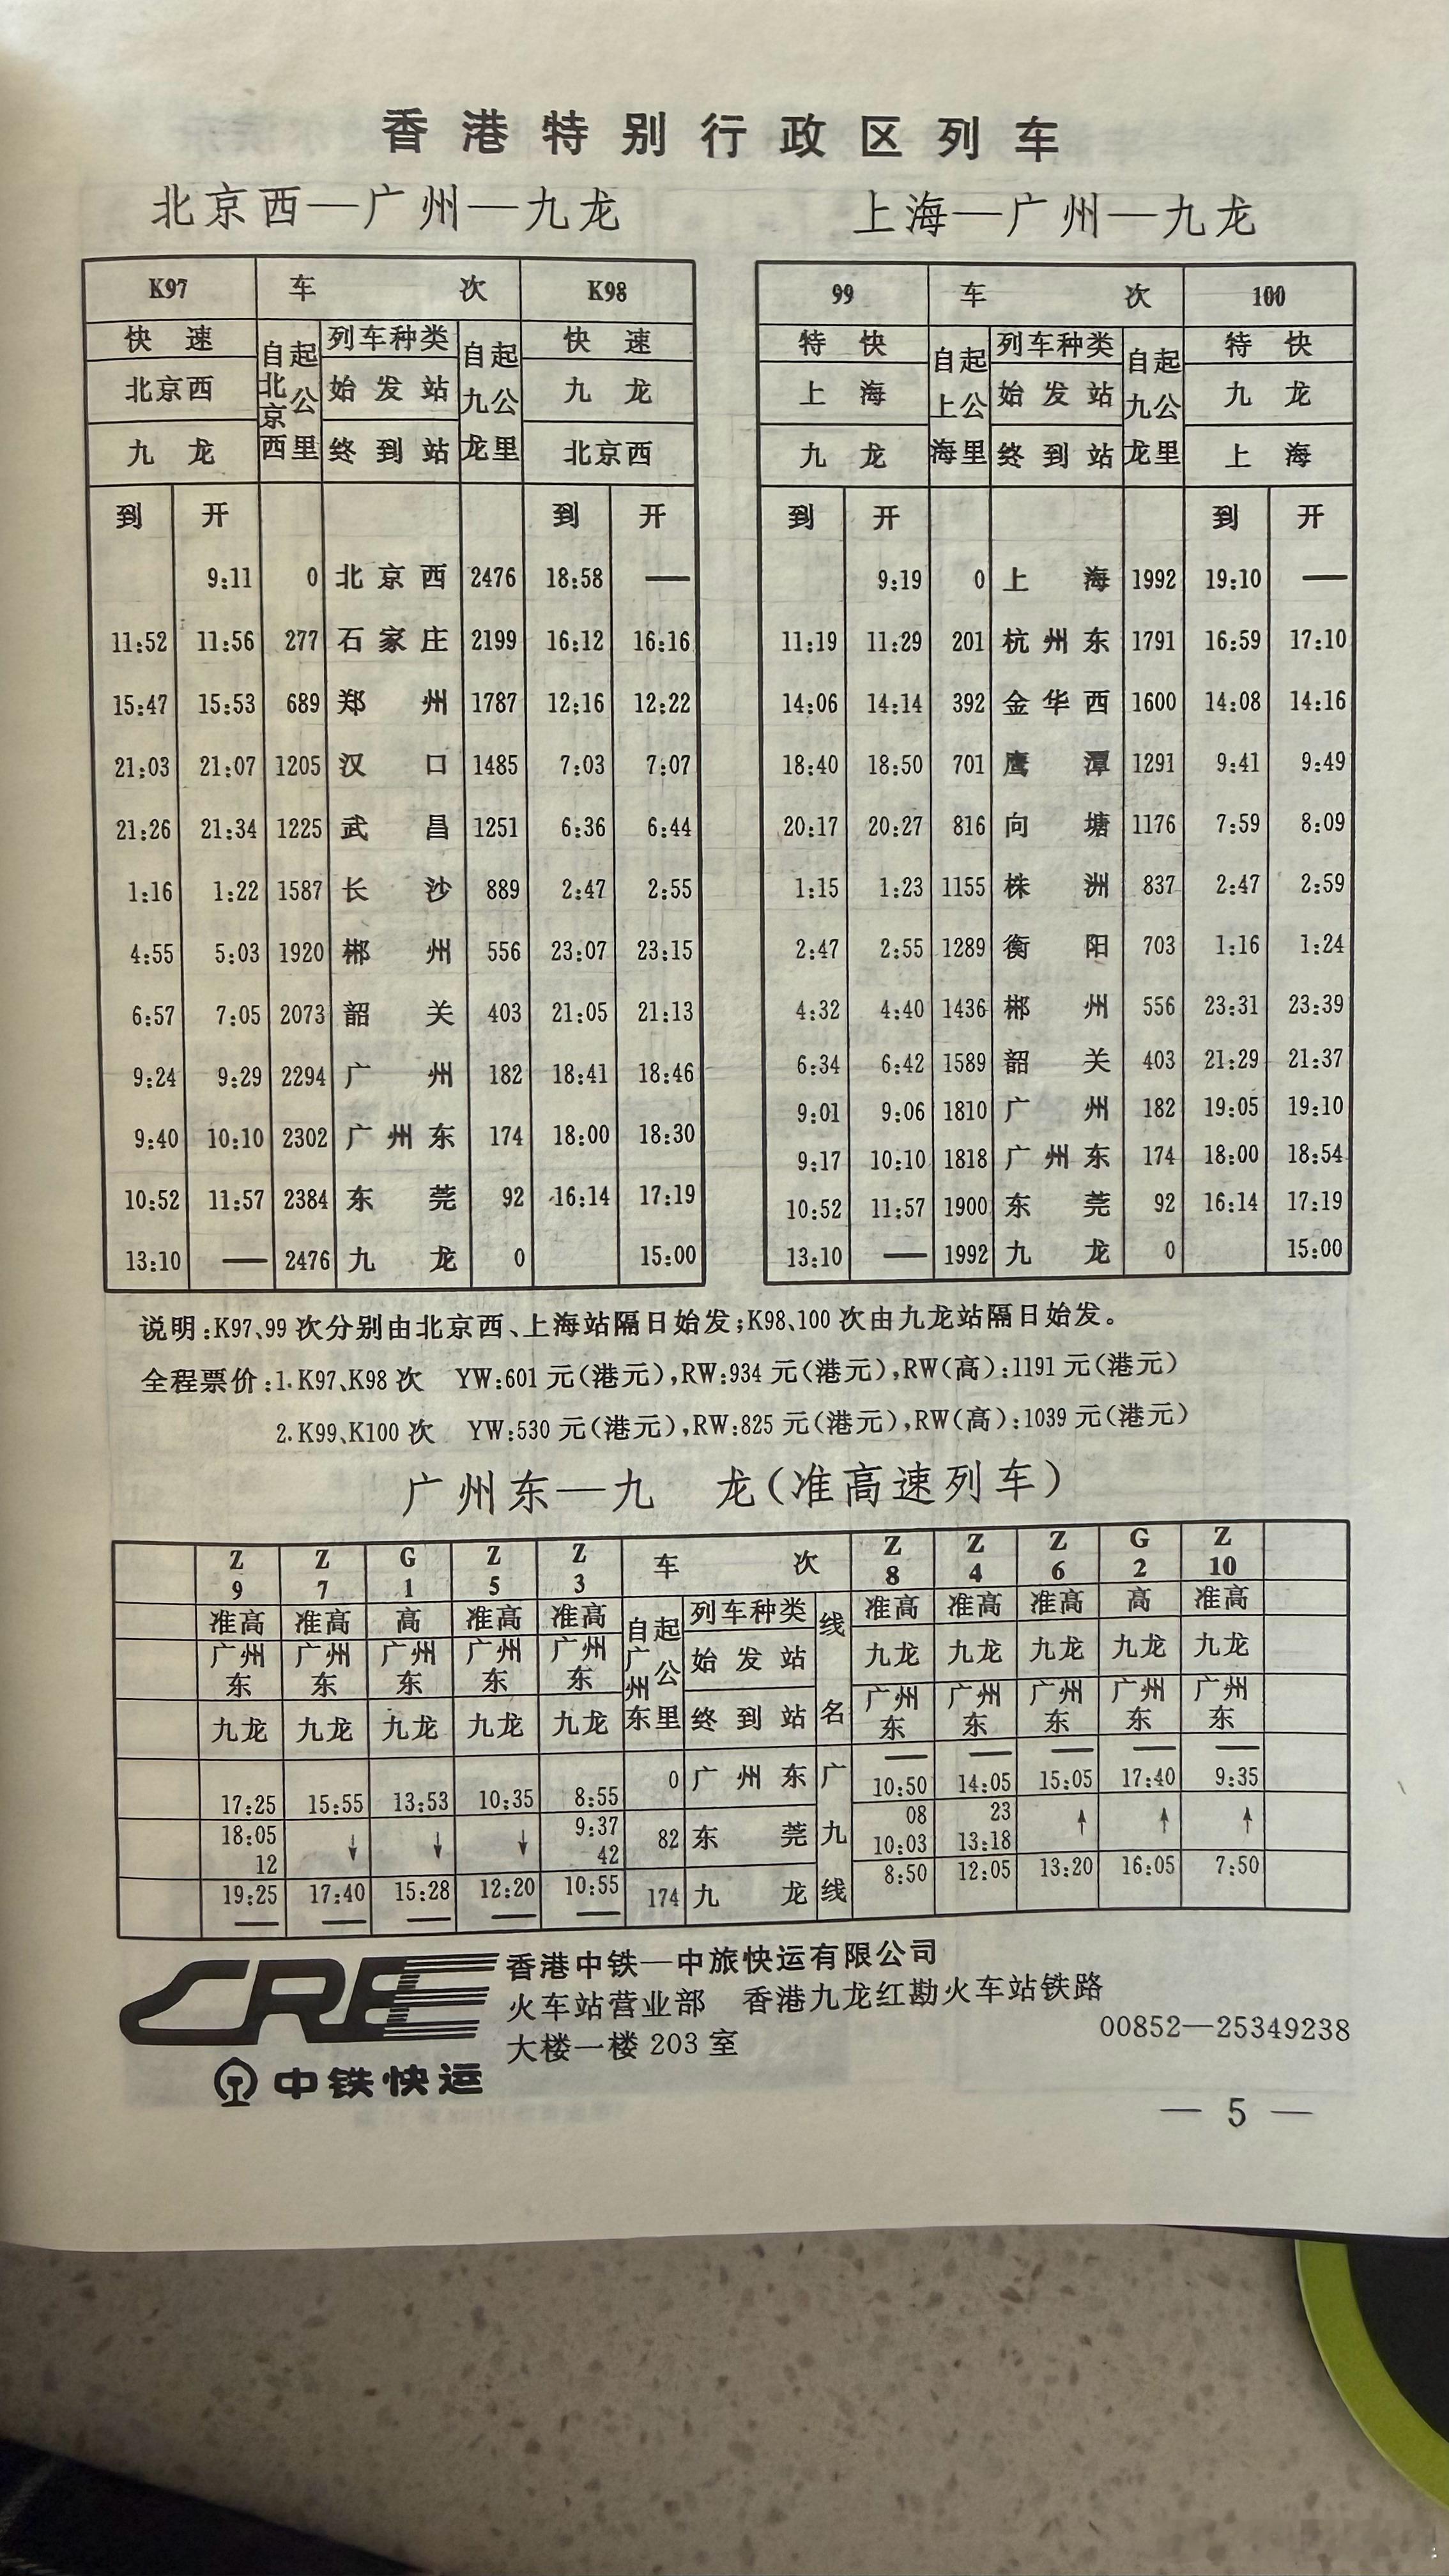 香港特别行政区列车
北京西—广州—九龙
K97 车次 K98
快速 自北京西起公里 列车种类 自九龙起公里 快速
北京西 始发站 九龙
九龙 终到站 北京西
到 开 到 开
9:11 0 北京西 2476 18:58 —
11:52 11:56 277 石家庄 2199 16:12 16:16
15:47 15:53 689 郑州 1787 12:16 12:22
21:03 21:07 1205 汉口 1485 7:03 7:07
21:26 21:34 1225 武昌 1251 6:36 6:44
1:16 1:22 1587 长沙 889 2:47 2:55
4:55 5:03 1920 郴州 556 23:07 23:15
6:57 7:05 2073 韶关 403 21:05 21:13
9:24 9:29 2294 广州 182 18:41 18:46
9:40 10:10 2302 广州东 174 18:00 18:30
10:52 11:57 2384 东莞 92 16:14 17:19
13:10 — 2476 九龙 0 15:00
上海—广州—九龙
99 车次 100
特快 自上海起公里 列车种类 自九龙起公里 特快
上海 始发站 九龙
九龙 终到站 上海
到 开 到 开
9:19 0 上海 1992 19:10 —
11:19 11:29 201 杭州东 1791 16:59 17:10
14:06 14:14 392 金华西 1600 14:08 14:16
18:40 18:50 701 鹰潭 1291 9:41 9:49
20:17 20:27 816 向塘 1176 7:59 8:09
1:15 1:23 1155 株洲 837 2:47 2:59
2:47 2:55 1289 衡阳 703 1:16 1:24
4:32 4:40 1436 郴州 556 23:31 23:39
6:34 6:42 1589 韶关 403 21:29 21:37
9:01 9:06 1810 广州 182 19:05 19:10
9:17 10:10 1818 广州东 174 18:00 18:54
10:52 11:57 1900 东莞 92 16:14 17:19
13:10 — 1992 九龙 0 15:00
说明:K97、99次分别由北京西、上海站隔日始发;K98、100次由九龙站隔日始发。
全程票价:1.K97、K98次 YW:601元(港元),RW:934元(港元),RW(高):1191元(港元)
2.K99、K100次 YW:530元(港元),RW:825元(港元),RW(高):1039元(港元)
广州东—九 龙(准高速列车)
Z9 Z7 G1 Z5 Z3 车次 Z8 Z4 Z6 G2 Z10
准高 准高 高 准高 准高 自广州东起公里 列车种类 线名 准高 准高 准高 高 准高
广州东 广州东 广州东 广州东 广州东 始发站 九龙 九龙 九龙 九龙 九龙
九龙 九龙 九龙 九龙 九龙 终到站 广州东 广州东 广州东 广州东 广州东
— — — — —
17:25 15:55 13:53 10:35 8:55 0 广州东 广九线 10:50 14:05 15:05 17:40 9:35
18:05 ↓ ↓ ↓ 9:37 82 东莞 08 23 ↑ ↑ ↑
12 42 10:03 13:18
19:25 17:40 15:28 12:20 10:55 174 九龙 8:50 12:05 13:20 16:05 7:50
— — — — —
CRE
中铁快运
香港中铁—中旅快运有限公司
火车站营业部 香港九龙红勘火车站铁路
大楼一楼203室
00852—25349238
— 5 —